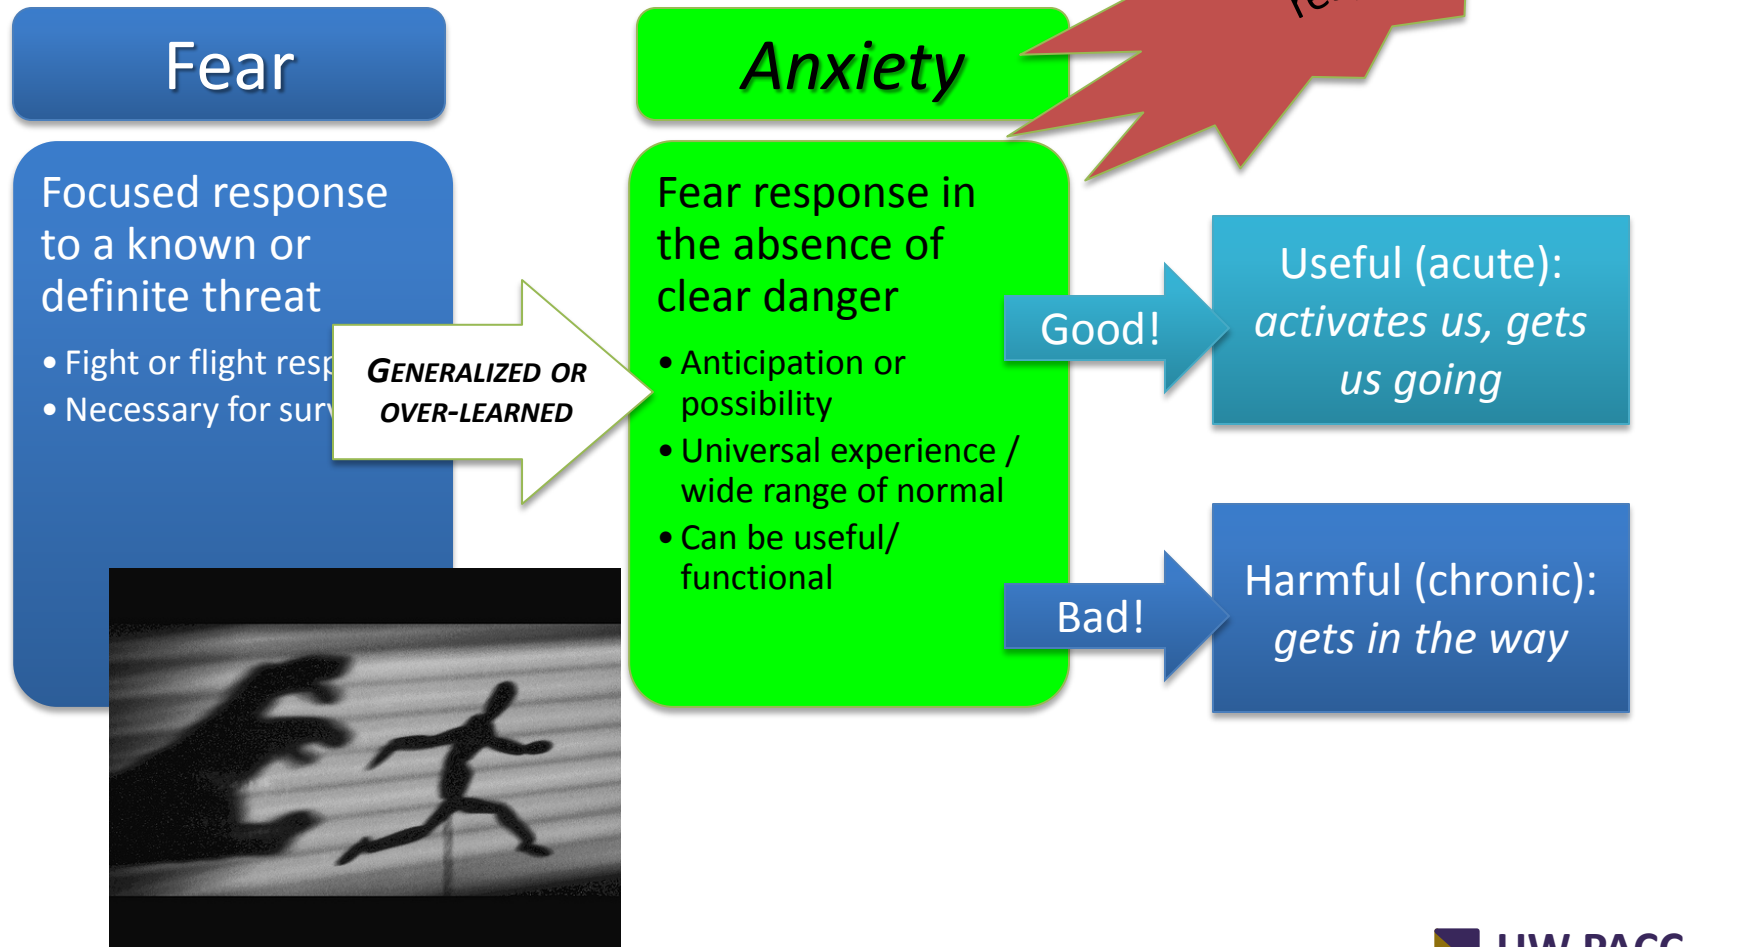 Fear
Focused response
to a known or
definite threat
• Fight or flight
• Necessary for
GENERALIZED OR
OVER-LEARNED
Anxiety
Fear response in
the absence of
clear danger
• Anticipation or
possibility
• Universal experience /
wide range of normal
• Can be useful/
functional
Good!
Useful (acute):
activates us, gets
us going
Bad!
Harmful (chronic):
gets in the way
UW PACC